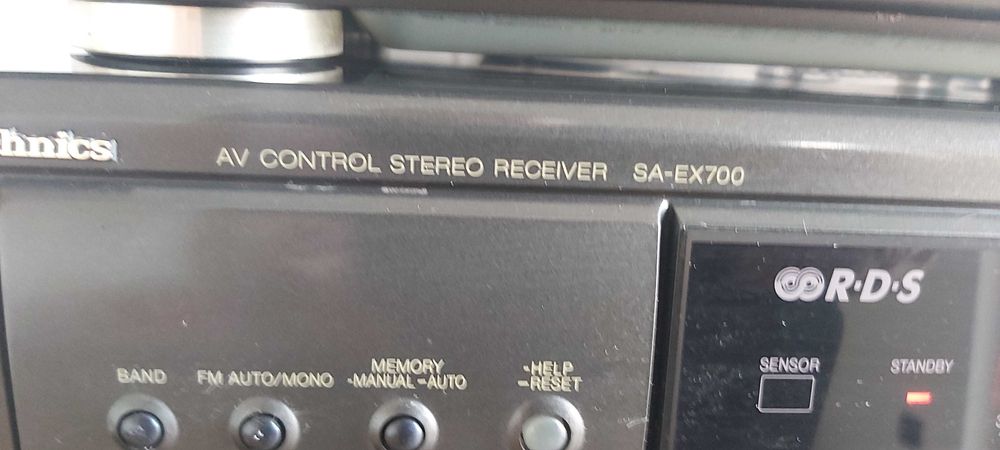 hnics
AV CONTROL STEREO RECEIVER SA-EX700
R·D·S
SENSOR
STANDBY
BAND
FM AUTO/MONO
MEMORY
-MANUAL -AUTO
-HELP
-RESET